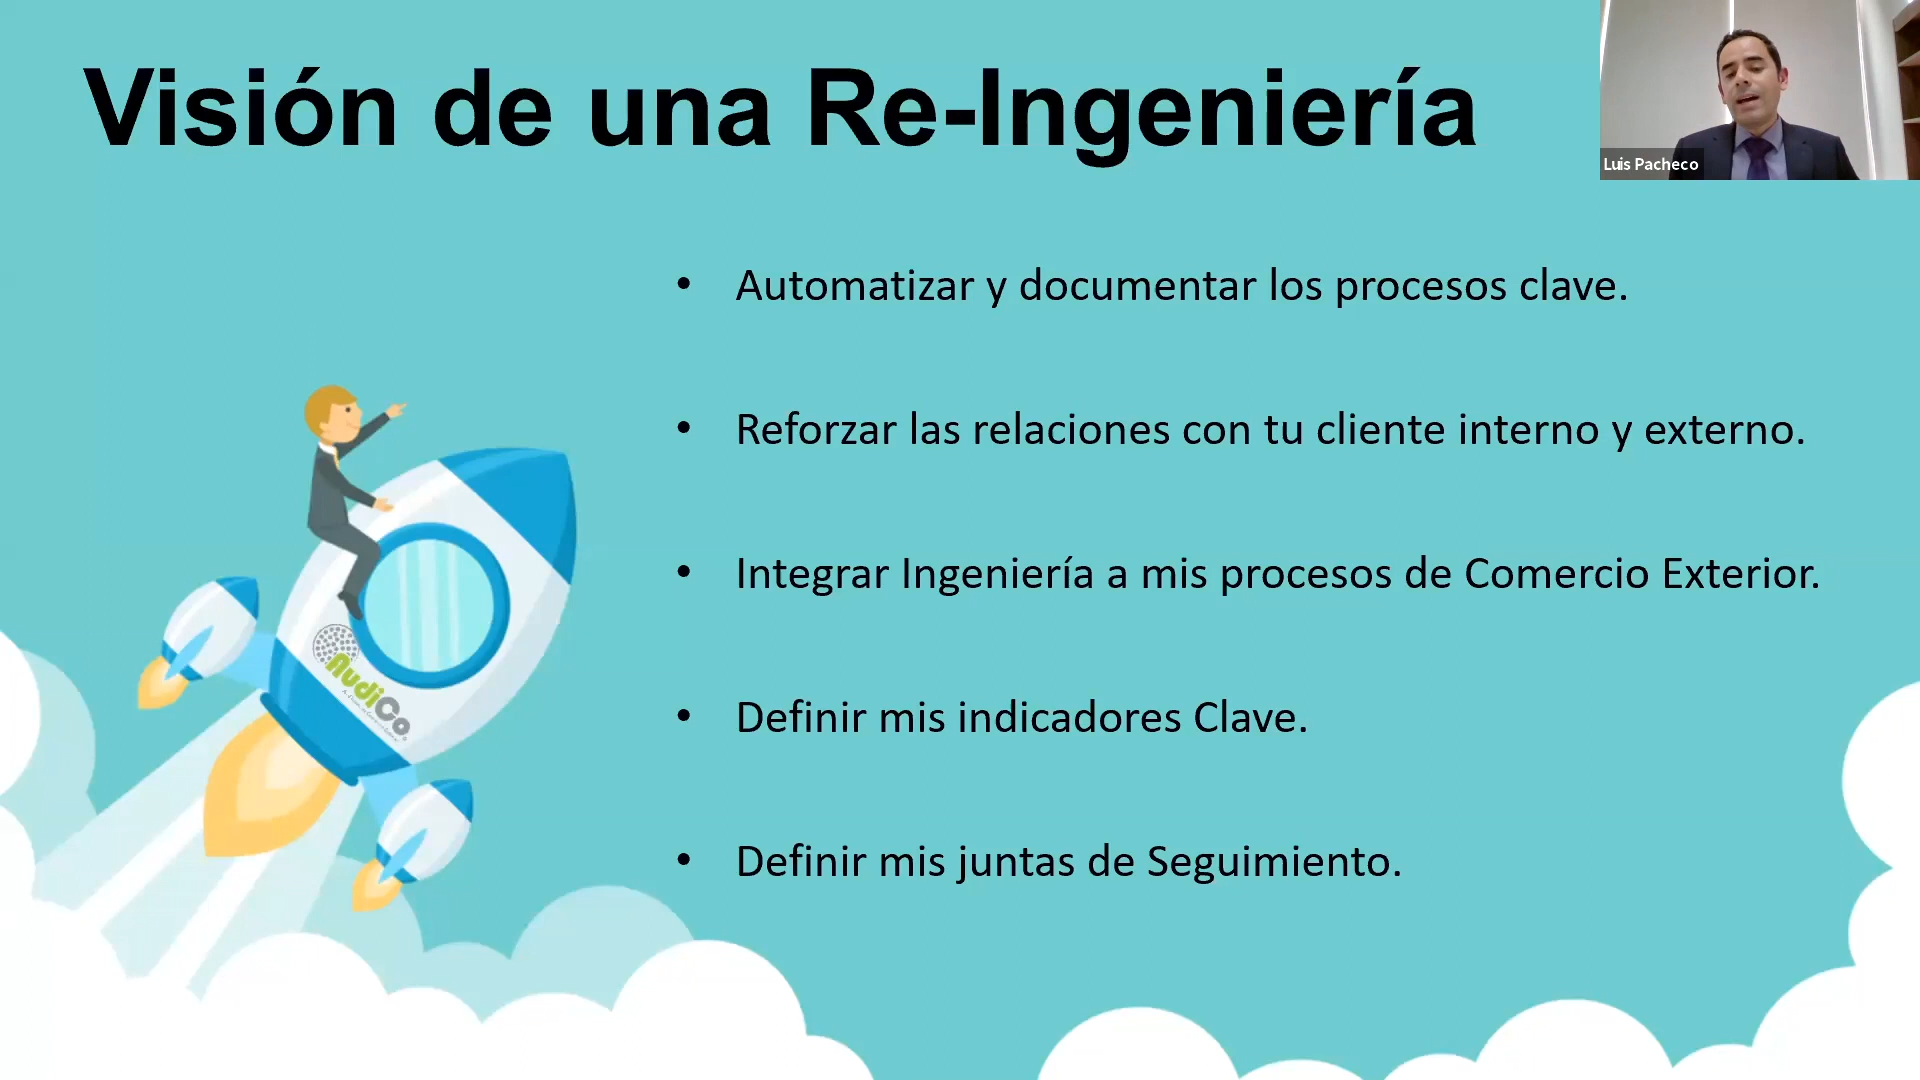 Visión de una Re-Ingeniería
Luis Pacheco
• Automatizar y documentar los procesos clave.
• Reforzar las relaciones con tu cliente interno y externo.
• Integrar Ingeniería a mis procesos de Comercio Exterior.
• Definir mis indicadores Clave.
• Definir mis juntas de Seguimiento.
AudiCo